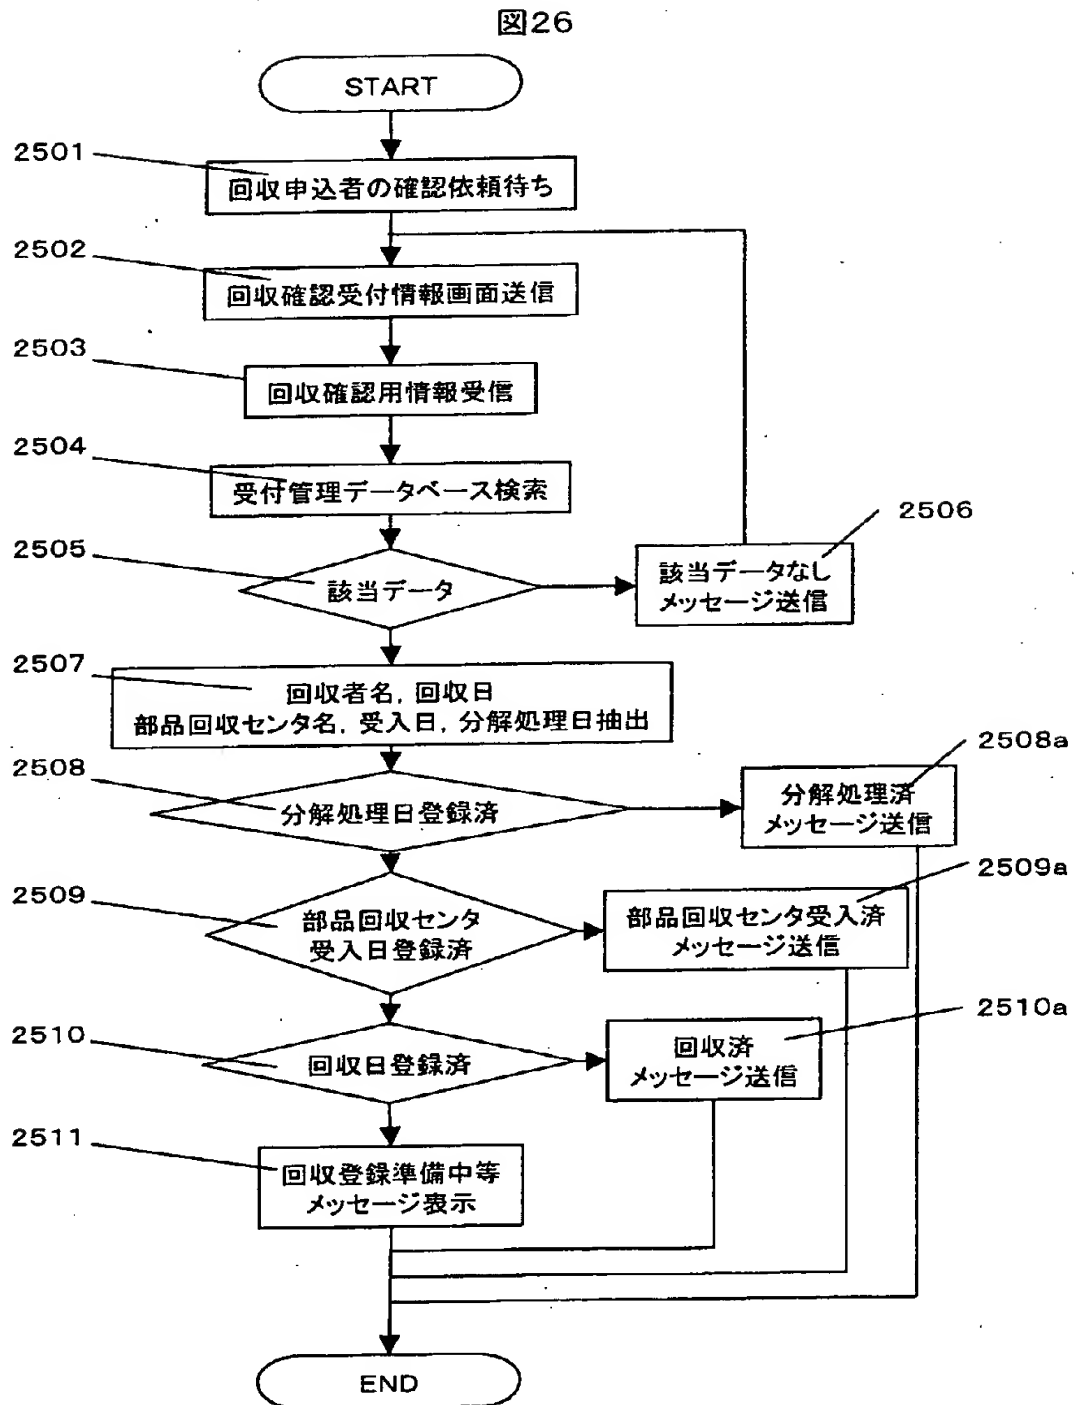 図26
START
2501
回収申込者の確認依頼待ち
2502
回収確認受付情報画面送信
2503
回収確認用情報受信
2504
受付管理データベース検索
2505
該当データ
2506
該当データなし
メッセージ送信
2507
回収者名, 回収日
部品回収センタ名, 受入日, 分解処理日抽出
2508
分解処理日登録済
2508a
分解処理済
メッセージ送信
2509
部品回収センタ
受入日登録済
2509a
部品回収センタ受入済
メッセージ送信
2510
回収日登録済
2510a
回収済
メッセージ送信
2511
回収登録準備中等
メッセージ表示
END